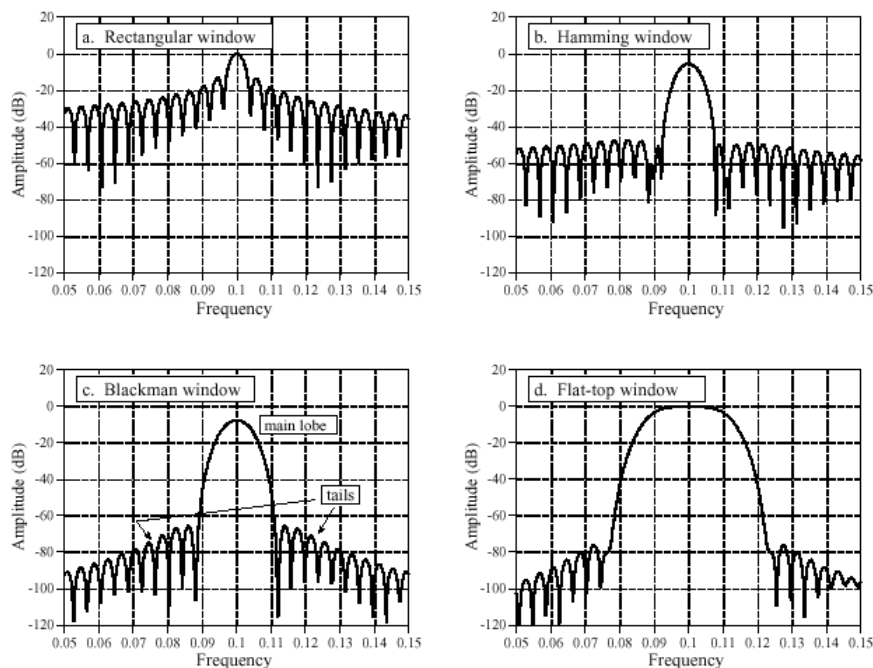 a. Rectangular window
20
0
-20
-40
-60
-80
-100
-120
Amplitude (dB)
0.05 0.06 0.07 0.08 0.09 0.1 0.11 0.12 0.13 0.14 0.15
Frequency
b. Hamming window
20
0
-20
-40
-60
-80
-100
-120
Amplitude (dB)
0.05 0.06 0.07 0.08 0.09 0.1 0.11 0.12 0.13 0.14 0.15
Frequency
c. Blackman window
20
0
-20
-40
-60
-80
-100
-120
Amplitude (dB)
main lobe
tails
0.05 0.06 0.07 0.08 0.09 0.1 0.11 0.12 0.13 0.14 0.15
Frequency
d. Flat-top window
20
0
-20
-40
-60
-80
-100
-120
Amplitude (dB)
0.05 0.06 0.07 0.08 0.09 0.1 0.11 0.12 0.13 0.14 0.15
Frequency